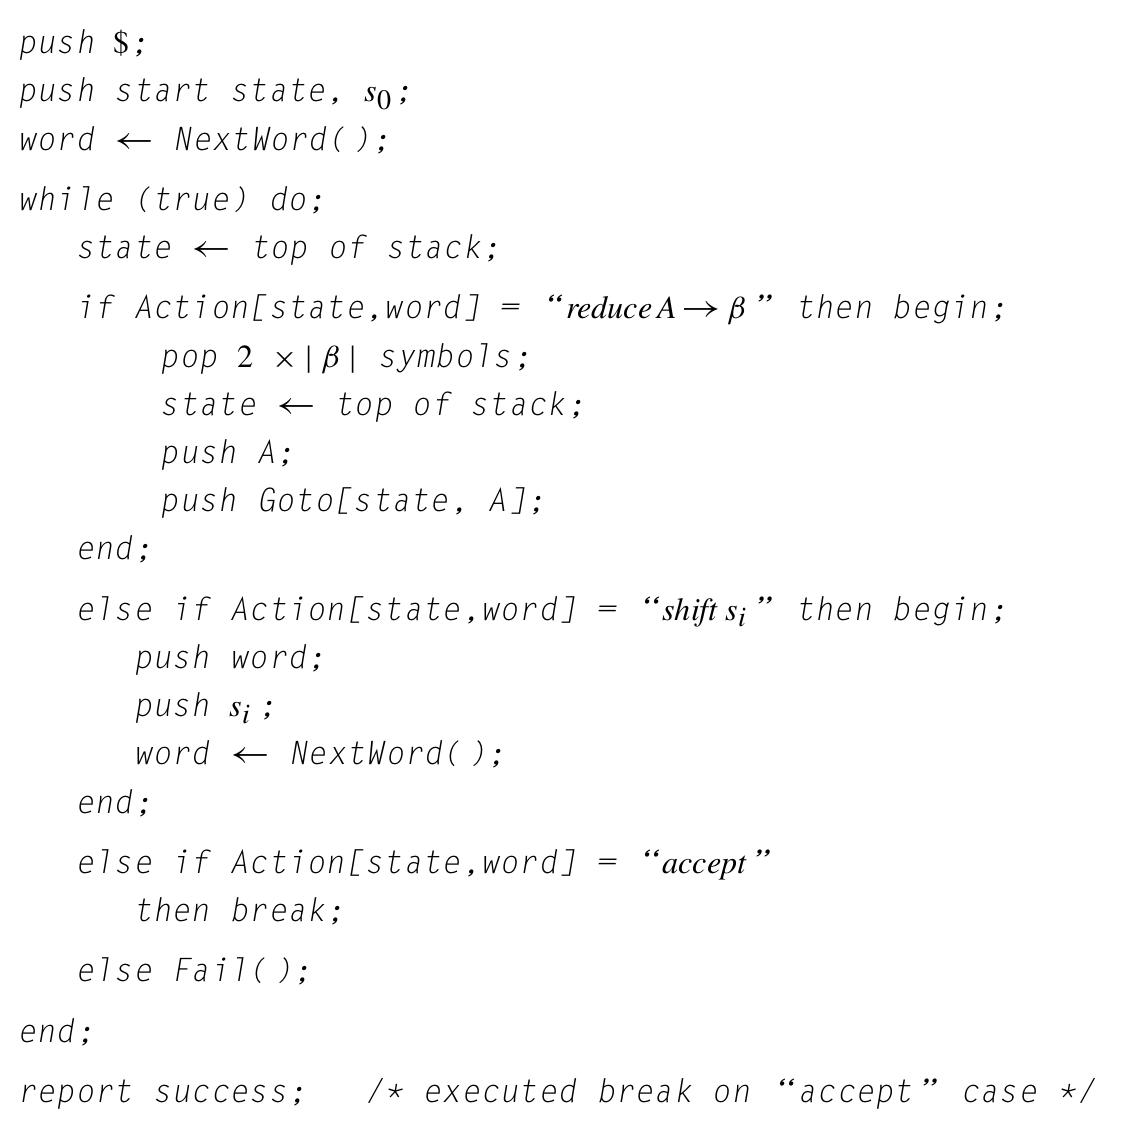 push $;
push start state, s₀;
word ← NextWord( );
while (true) do;
state ← top of stack;
if Action[state,word] = “reduce A → β” then begin;
pop 2 × | β | symbols;
state ← top of stack;
push A;
push Goto[state, A];
end;
else if Action[state,word] = “shift sᵢ” then begin;
push word;
push sᵢ;
word ← NextWord( );
end;
else if Action[state,word] = “accept”
then break;
else Fail( );
end;
report success; /* executed break on “accept” case */